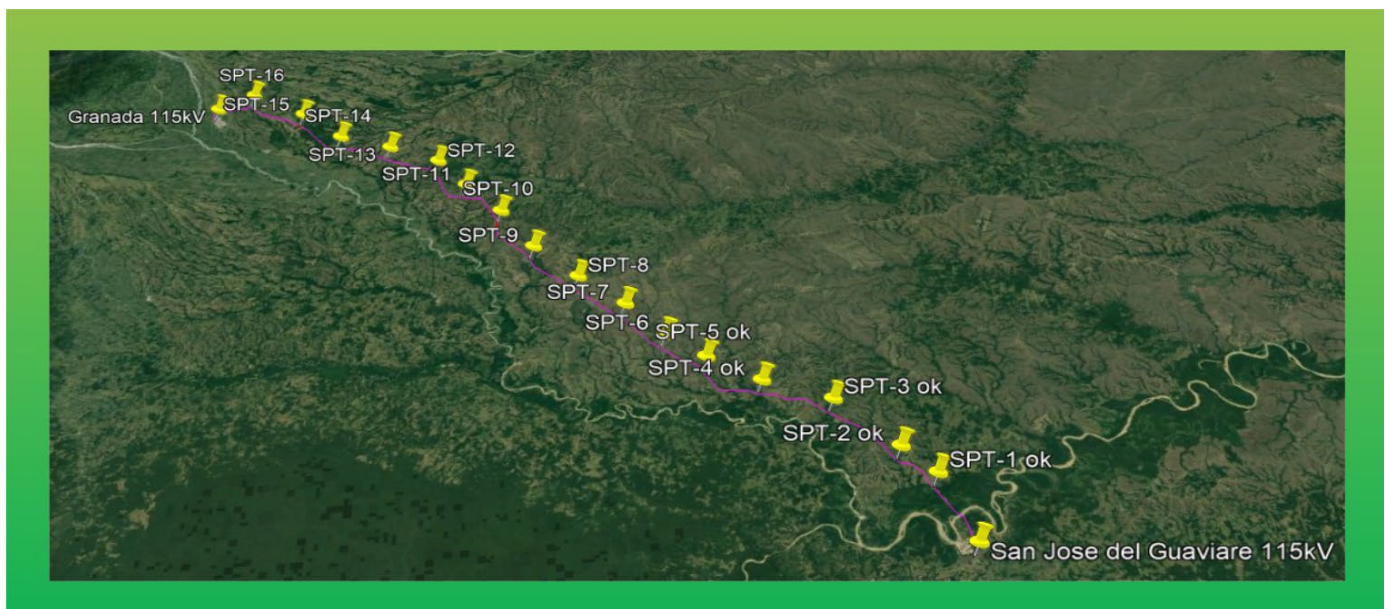 SPT-16
SPT-15
Granada 115kV
SPT-14
SPT-13
SPT-12
SPT-11
SPT-10
SPT-9
SPT-8
SPT-7
SPT-6
SPT-5 ok
SPT-4 ok
SPT-3 ok
SPT-2 ok
SPT-1 ok
San Jose del Guaviare 115kV